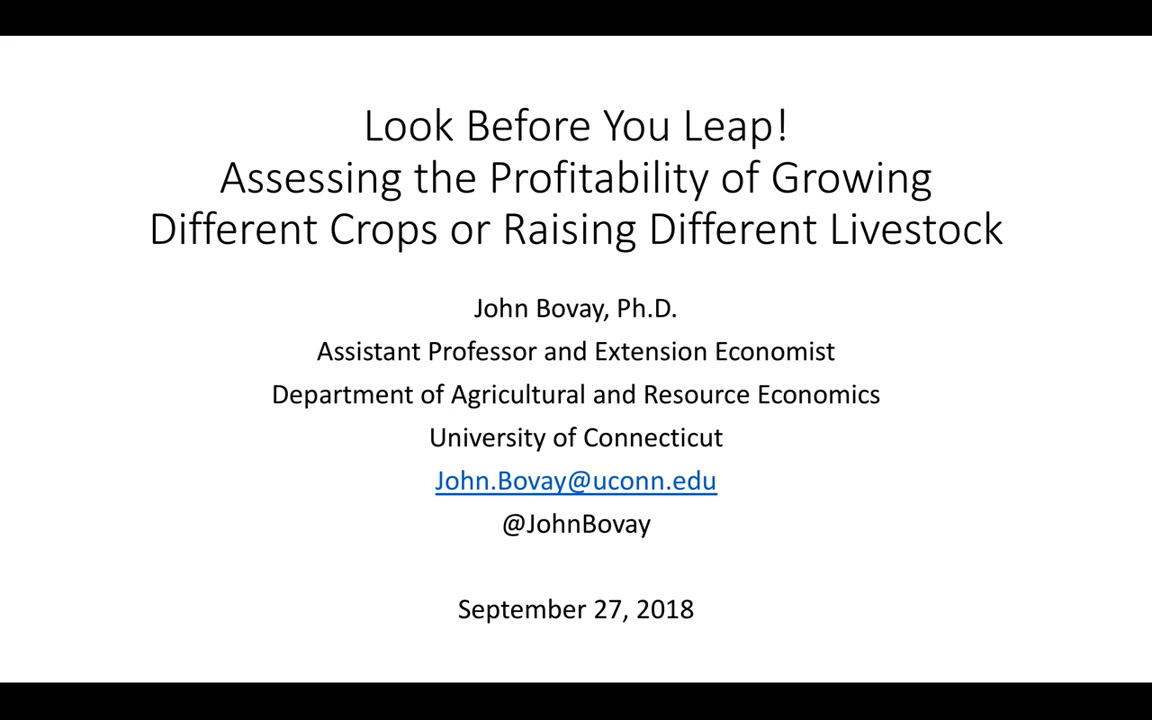 Look Before You Leap!
Assessing the Profitability of Growing
Different Crops or Raising Different Livestock
John Bovay, Ph.D.
Assistant Professor and Extension Economist
Department of Agricultural and Resource Economics
University of Connecticut
John.Bovay@uconn.edu
@JohnBovay
September 27, 2018